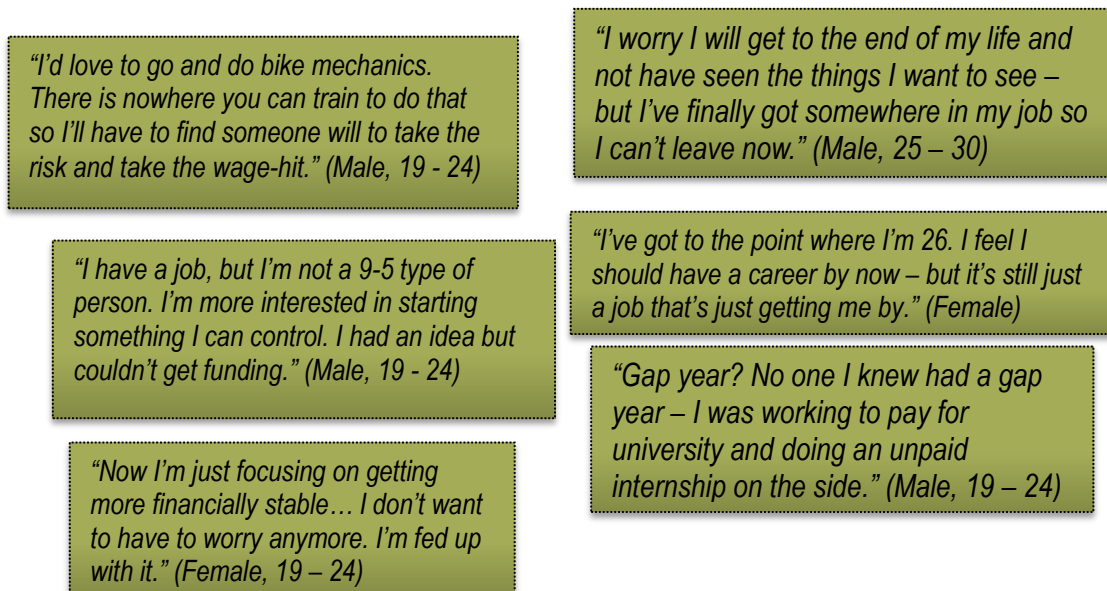 “I’d love to go and do bike mechanics.
There is nowhere you can train to do that
so I’ll have to find someone will to take the
risk and take the wage-hit.” (Male, 19 - 24)
“I worry I will get to the end of my life and
not have seen the things I want to see –
but I’ve finally got somewhere in my job so
I can’t leave now.” (Male, 25 – 30)
“I have a job, but I’m not a 9-5 type of
person. I’m more interested in starting
something I can control. I had an idea but
couldn’t get funding.” (Male, 19 - 24)
“I’ve got to the point where I’m 26. I feel I
should have a career by now – but it’s still just
a job that’s just getting me by.” (Female)
“Gap year? No one I knew had a gap
year – I was working to pay for
university and doing an unpaid
internship on the side.” (Male, 19 – 24)
“Now I’m just focusing on getting
more financially stable… I don’t want
to have to worry anymore. I’m fed up
with it.” (Female, 19 – 24)